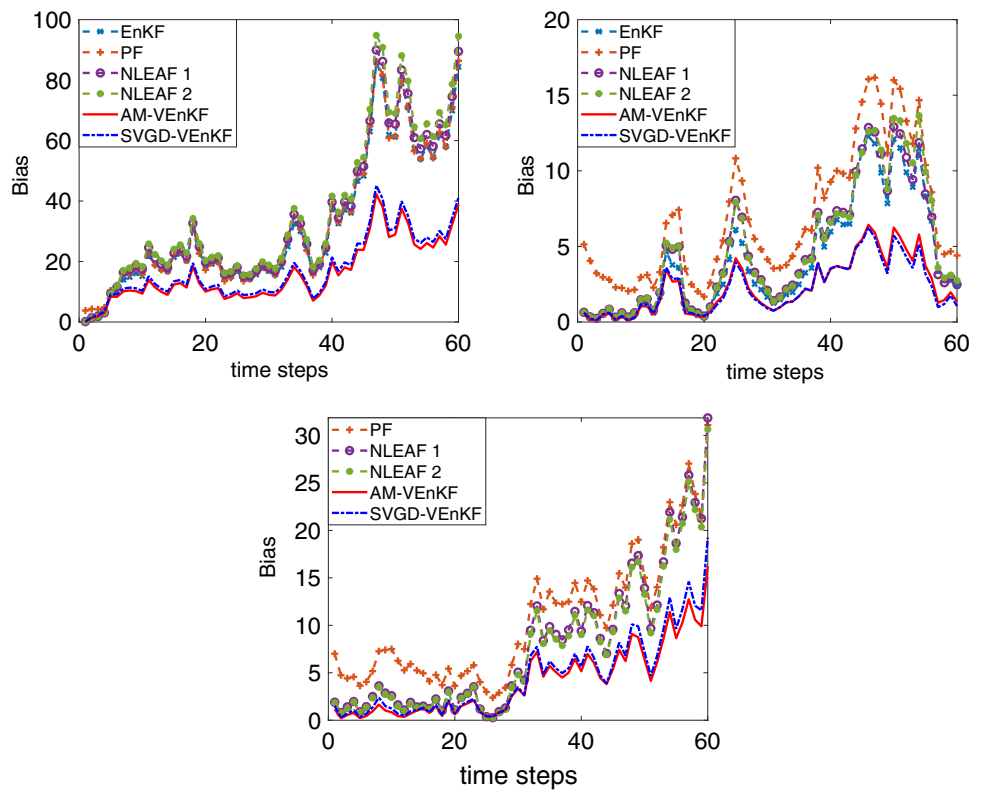 100
80
60
40
20
0
Bias
EnKF
PF
NLEAF 1
NLEAF 2
AM-VEnKF
SVGD-VEnKF
0 20 40 60
time steps
20
15
10
5
0
Bias
EnKF
PF
NLEAF 1
NLEAF 2
AM-VEnKF
SVGD-VEnKF
0 20 40 60
time steps
30
25
20
15
10
5
0
Bias
PF
NLEAF 1
NLEAF 2
AM-VEnKF
SVGD-VEnKF
0 20 40 60
time steps